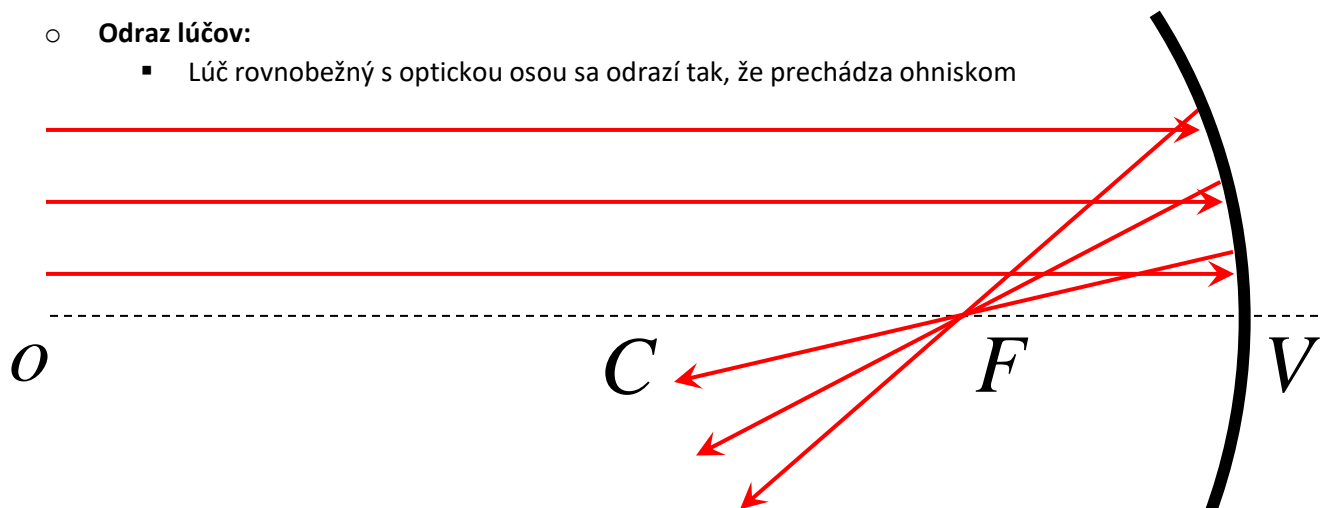 o Odraz lúčov:
▪ Lúč rovnobežný s optickou osou sa odrazí tak, že prechádza ohniskom
o C F V